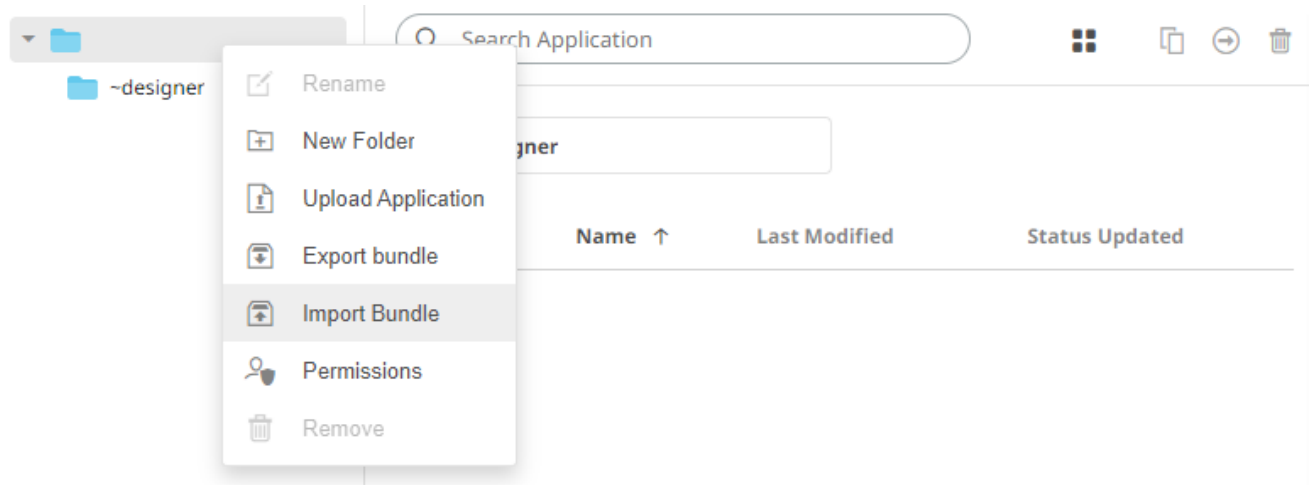 Search Application
~designer
Rename
New Folder
Upload Application
Export bundle
Import Bundle
Permissions
Remove
gner
Name ↑
Last Modified
Status Updated